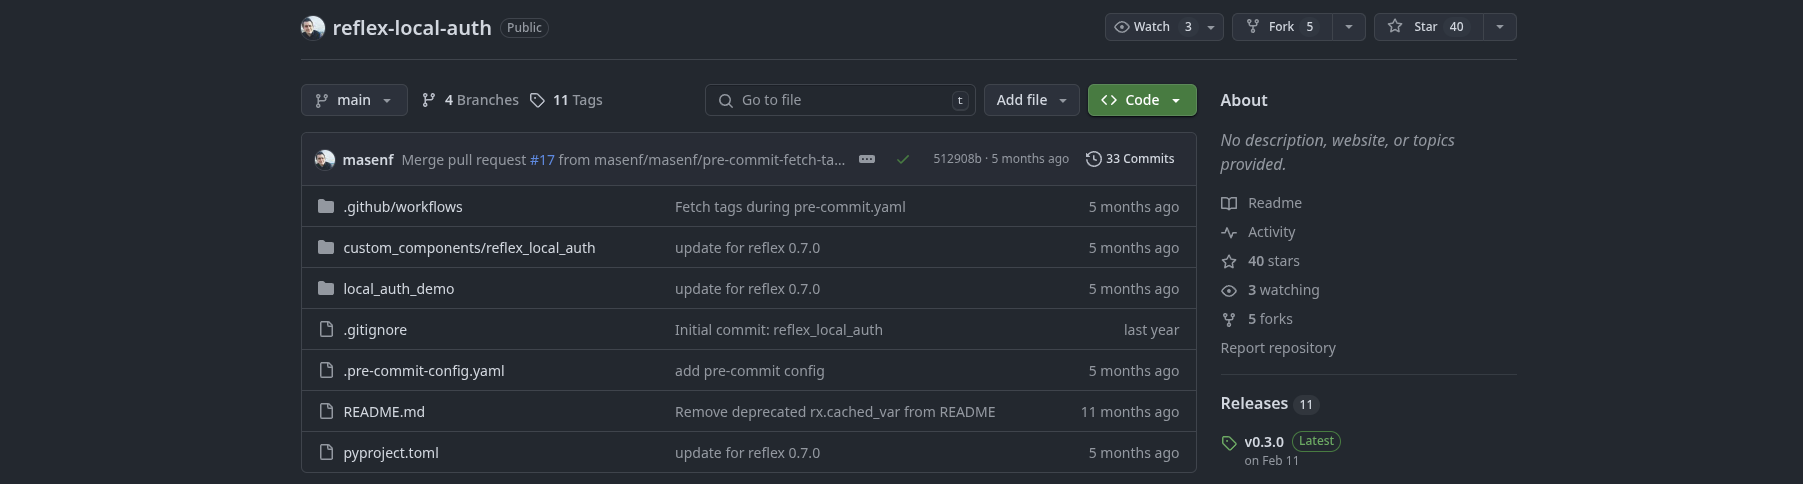 reflex-local-auth Public Watch 3 Fork 5 Star 40
main 4 Branches 11 Tags Go to file t Add file Code
masenf Merge pull request #17 from masenf/masenf/pre-commit-fetch-ta... 512908b · 5 months ago 33 Commits
.github/workflows Fetch tags during pre-commit.yaml 5 months ago
custom_components/reflex_local_auth update for reflex 0.7.0 5 months ago
local_auth_demo update for reflex 0.7.0 5 months ago
.gitignore Initial commit: reflex_local_auth last year
.pre-commit-config.yaml add pre-commit config 5 months ago
README.md Remove deprecated rx.cached_var from README 11 months ago
pyproject.toml update for reflex 0.7.0 5 months ago
About
No description, website, or topics
provided.
Readme
Activity
40 stars
3 watching
5 forks
Report repository
Releases 11
v0.3.0 Latest
on Feb 11